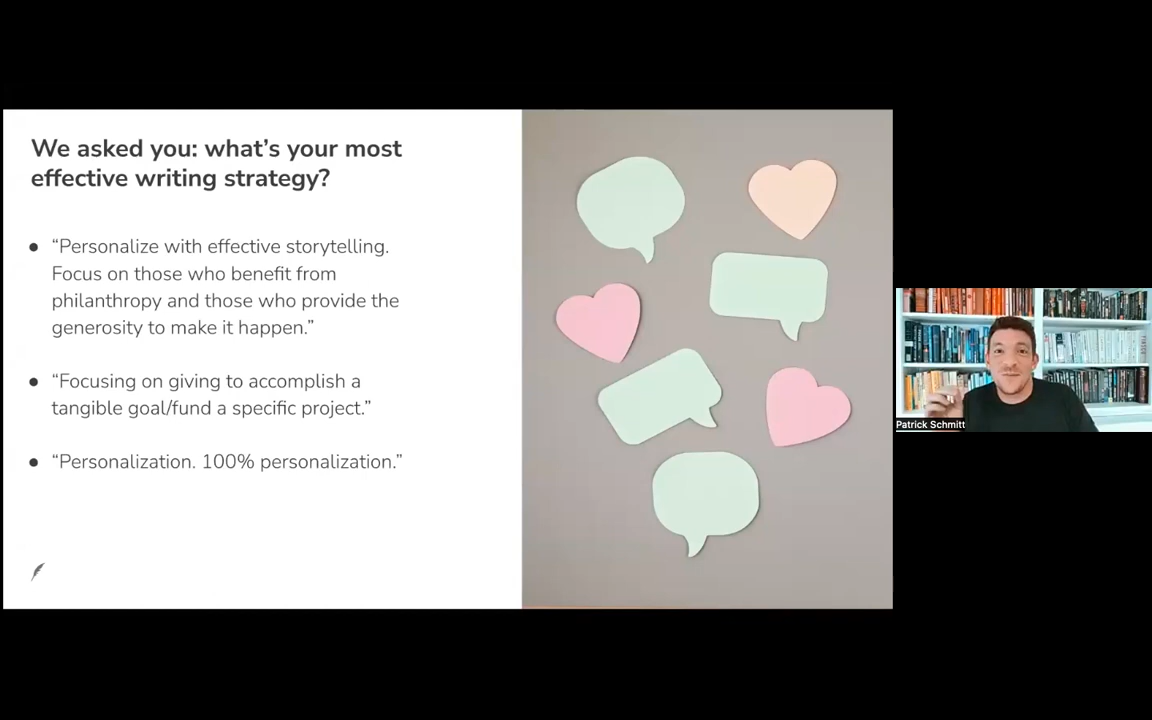 We asked you: what’s your most
effective writing strategy?
● “Personalize with effective storytelling.
Focus on those who benefit from
philanthropy and those who provide the
generosity to make it happen.”
● “Focusing on giving to accomplish a
tangible goal/fund a specific project.”
● “Personalization. 100% personalization.”
Patrick Schmitt